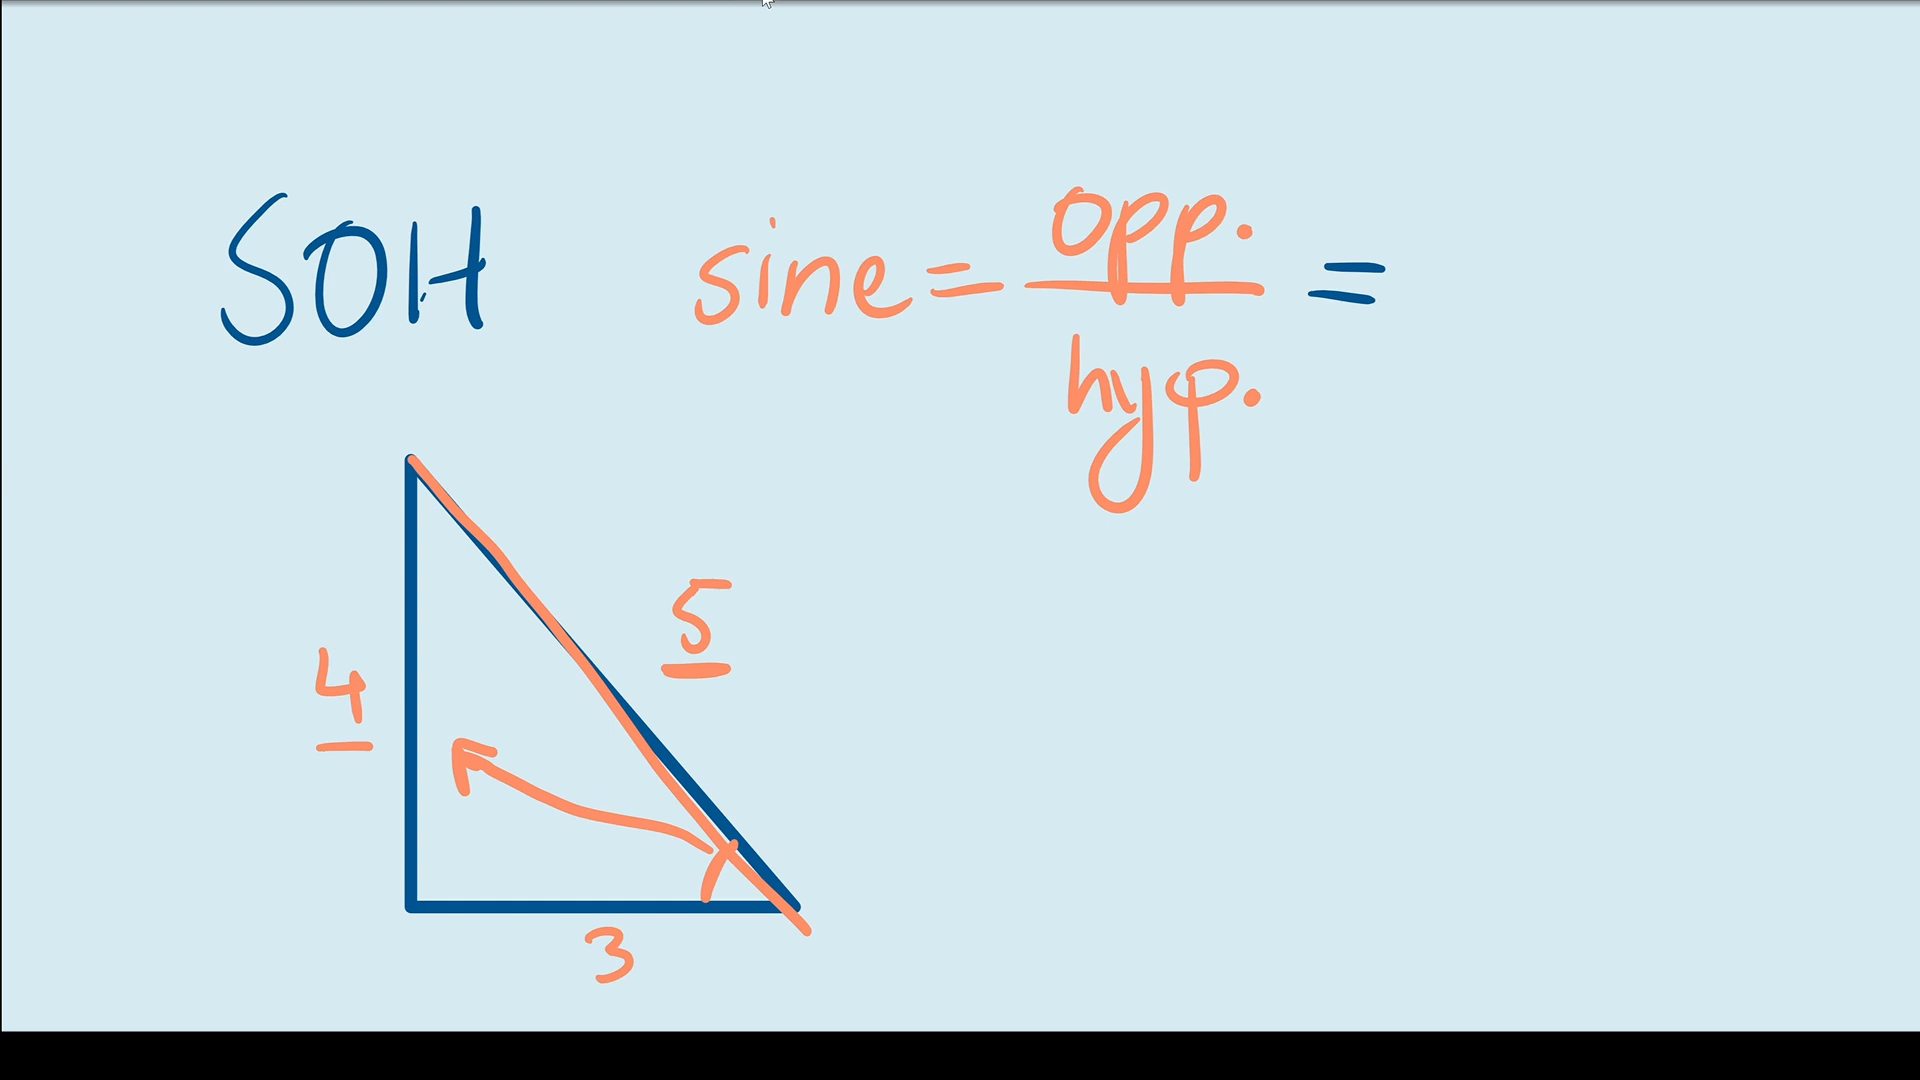 SOH
sine = opp. / hyp. =
5
4
3